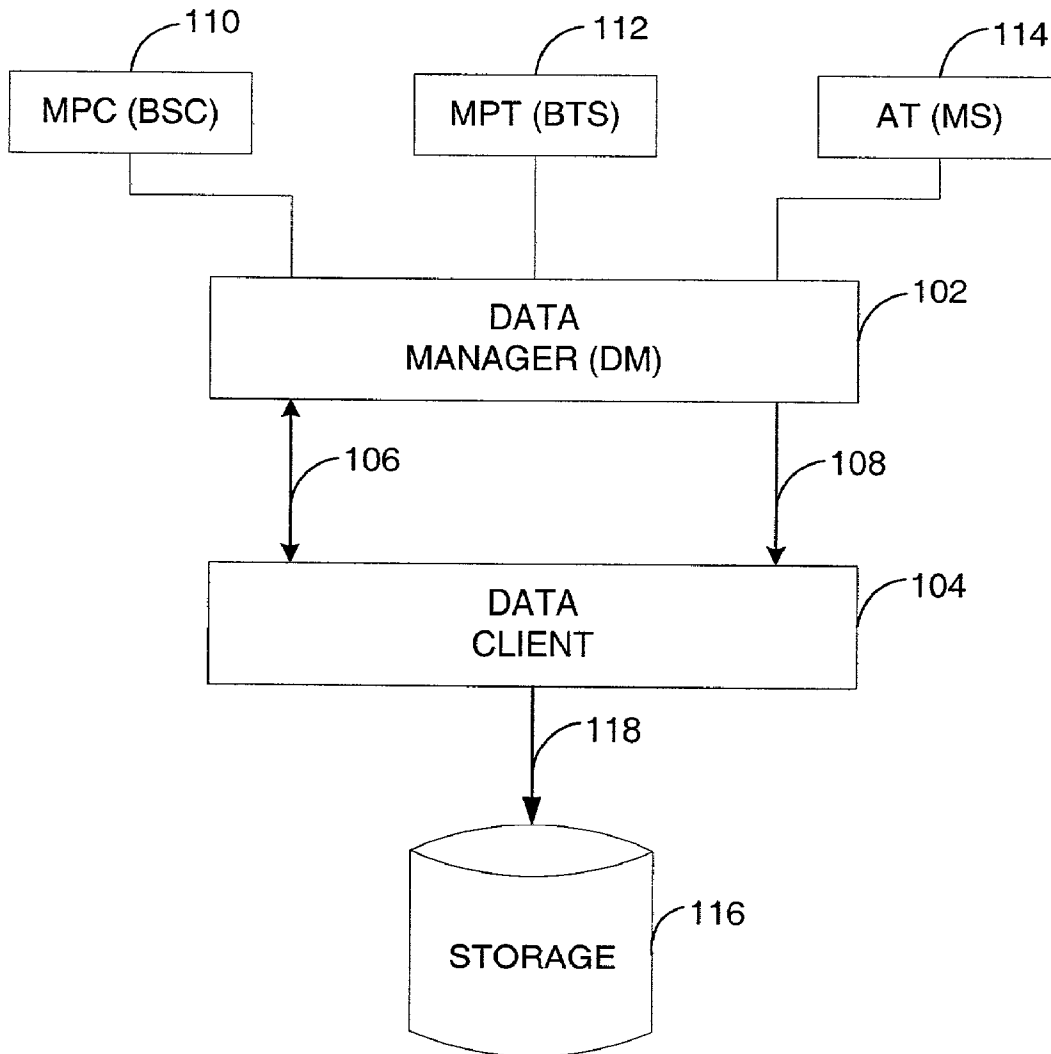 110
112
114
MPC (BSC)
MPT (BTS)
AT (MS)
102
DATA
MANAGER (DM)
106
108
104
DATA
CLIENT
118
116
STORAGE